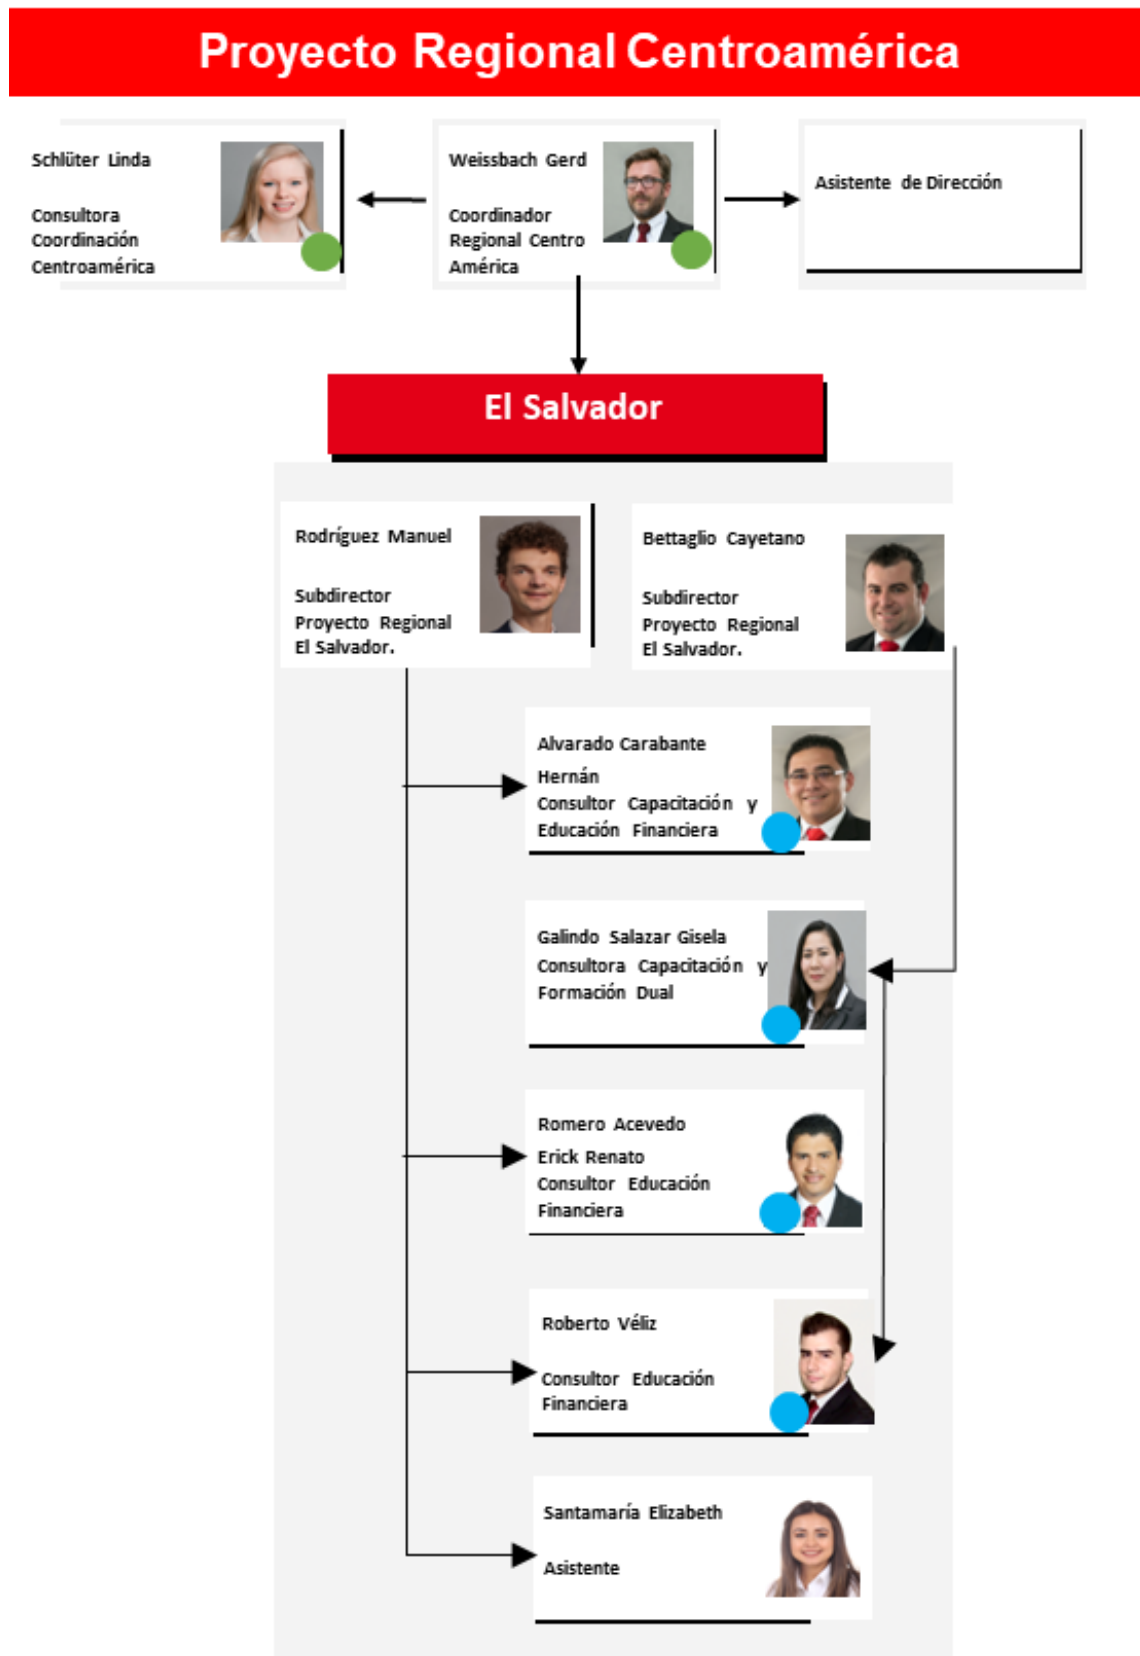 Proyecto Regional Centroamérica
Schlüter Linda
Consultora
Coordinación
Centroamérica
Weissbach Gerd
Coordinador
Regional Centro
América
Asistente de Dirección
El Salvador
Rodríguez Manuel
Subdirector
Proyecto Regional
El Salvador.
Bettaglio Cayetano
Subdirector
Proyecto Regional
El Salvador.
Alvarado Carabante
Hernán
Consultor Capacitación y
Educación Financiera
Galindo Salazar Gisela
Consultora Capacitación y
Formación Dual
Romero Acevedo
Erick Renato
Consultor Educación
Financiera
Roberto Véliz
Consultor Educación
Financiera
Santamaría Elizabeth
Asistente